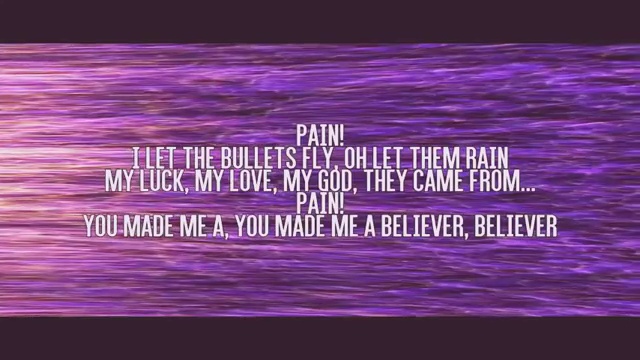 PAIN!
I LET THE BULLETS FLY, OH LET THEM RAIN
MY LUCK, MY LOVE, MY GOD, THEY CAME FROM...
PAIN!
YOU MADE ME A, YOU MADE ME A BELIEVER, BELIEVER